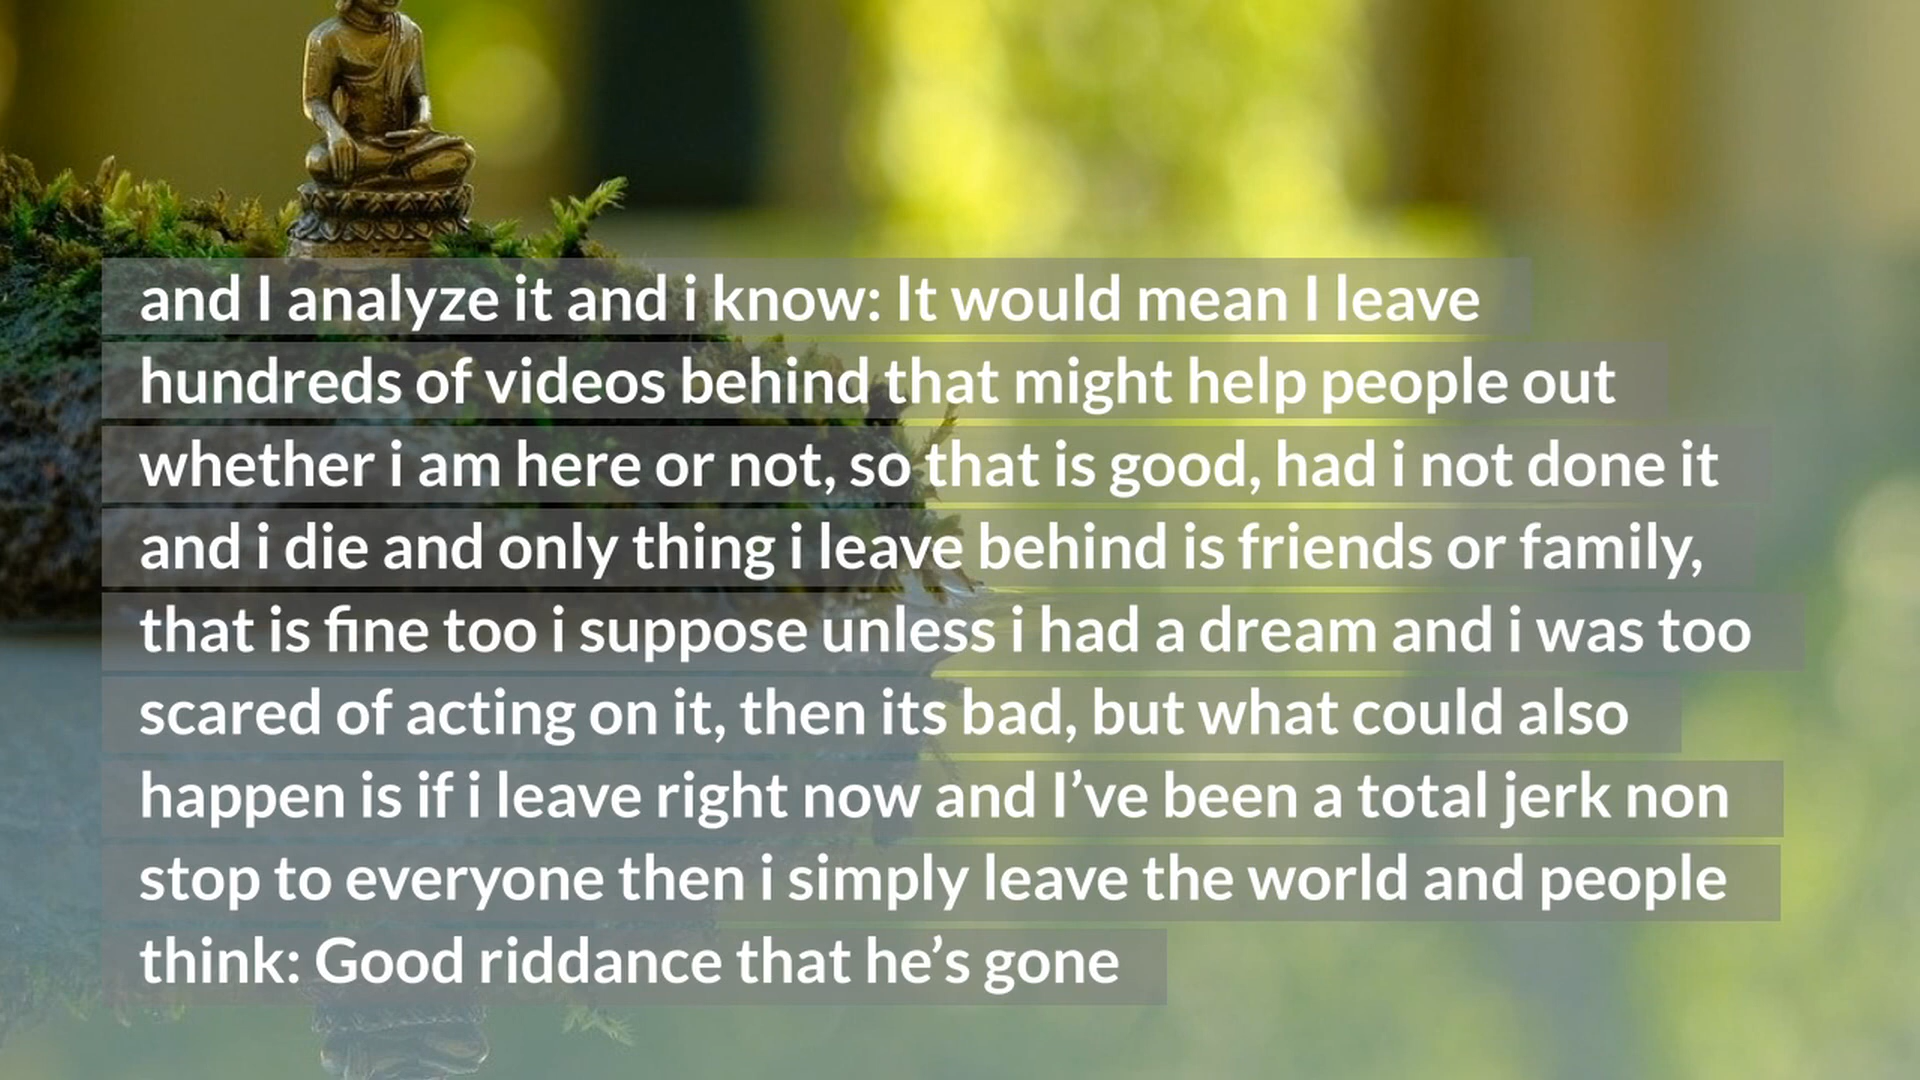 and I analyze it and i know: It would mean I leave
hundreds of videos behind that might help people out
whether i am here or not, so that is good, had i not done it
and i die and only thing i leave behind is friends or family,
that is fine too i suppose unless i had a dream and i was too
scared of acting on it, then its bad, but what could also
happen is if i leave right now and I’ve been a total jerk non
stop to everyone then i simply leave the world and people
think: Good riddance that he’s gone